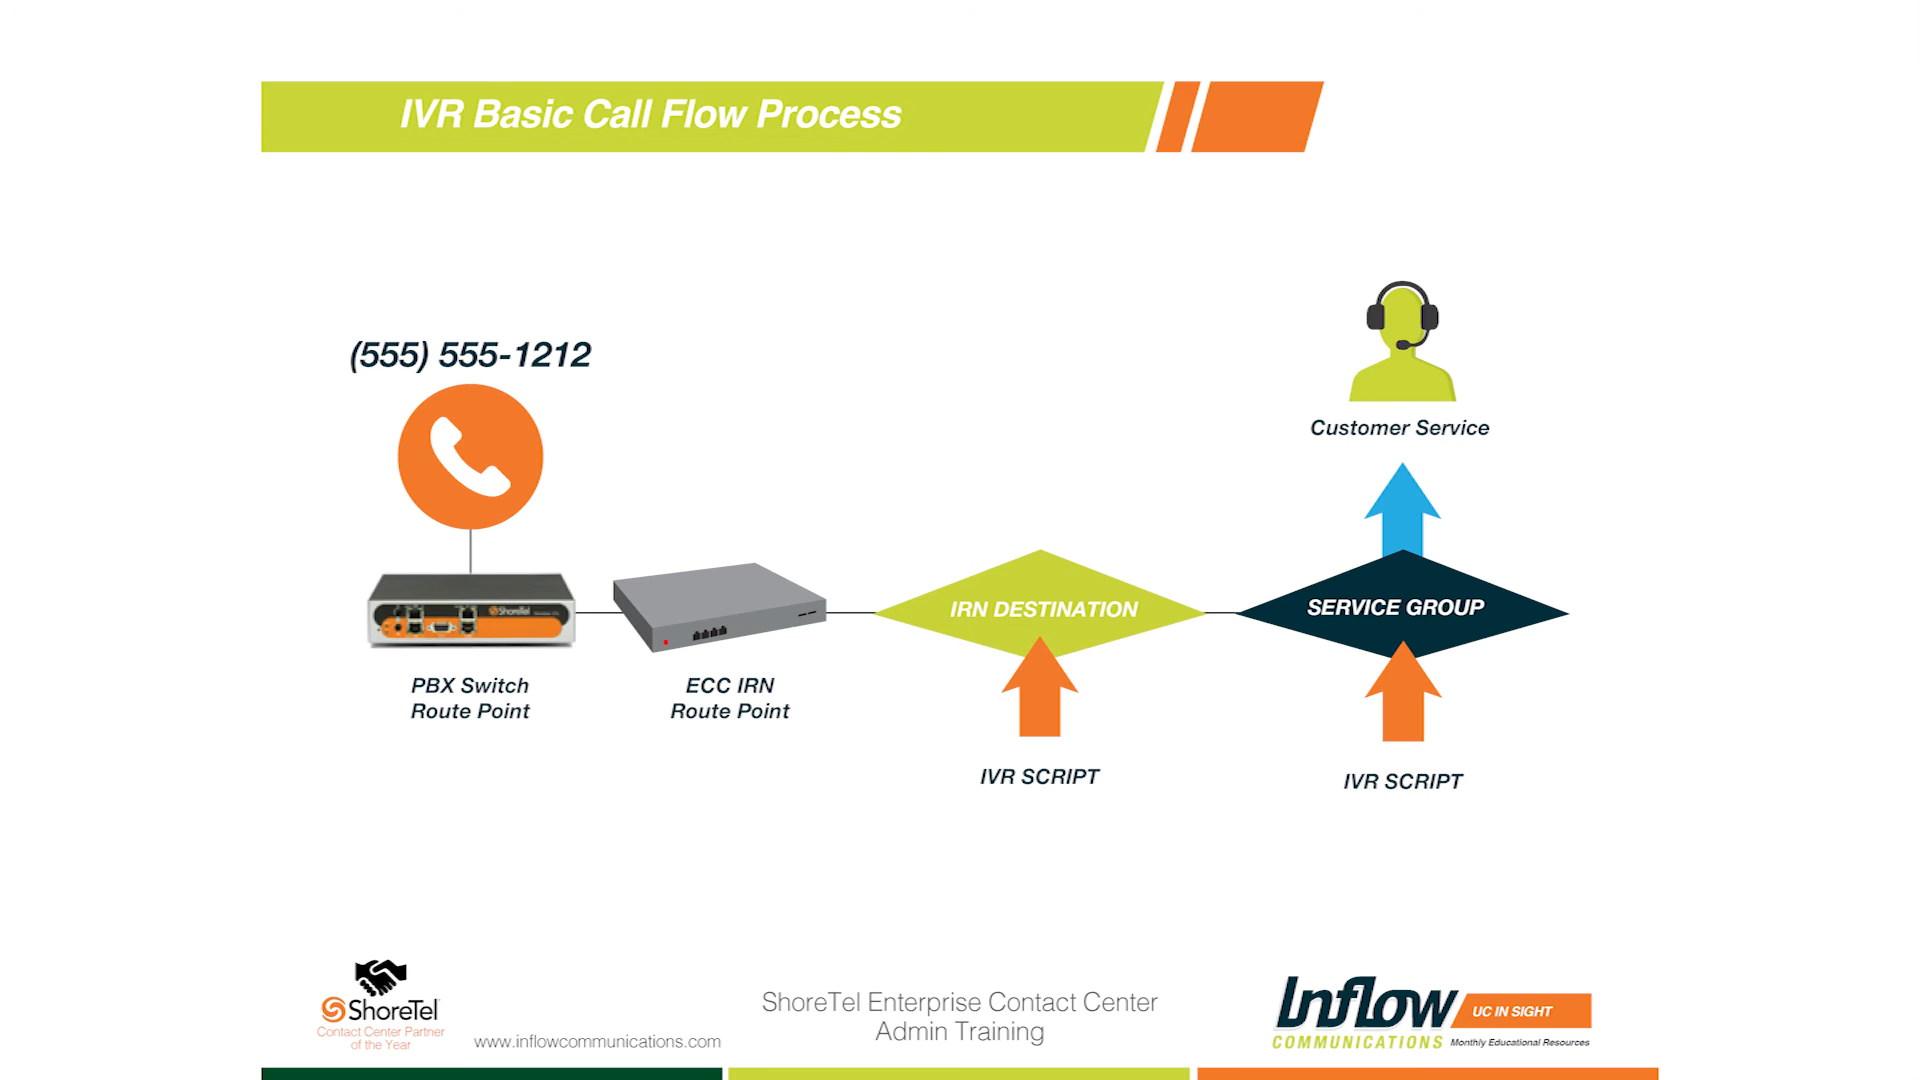 IVR Basic Call Flow Process
(555) 555-1212
Customer Service
ShoreTel
IRN DESTINATION
SERVICE GROUP
PBX Switch
Route Point
ECC IRN
Route Point
IVR SCRIPT
IVR SCRIPT
ShoreTel
Contact Center Partner
of the Year
www.inflowcommunications.com
ShoreTel Enterprise Contact Center
Admin Training
Inflow
COMMUNICATIONS
UC IN SIGHT
Monthly Educational Resources